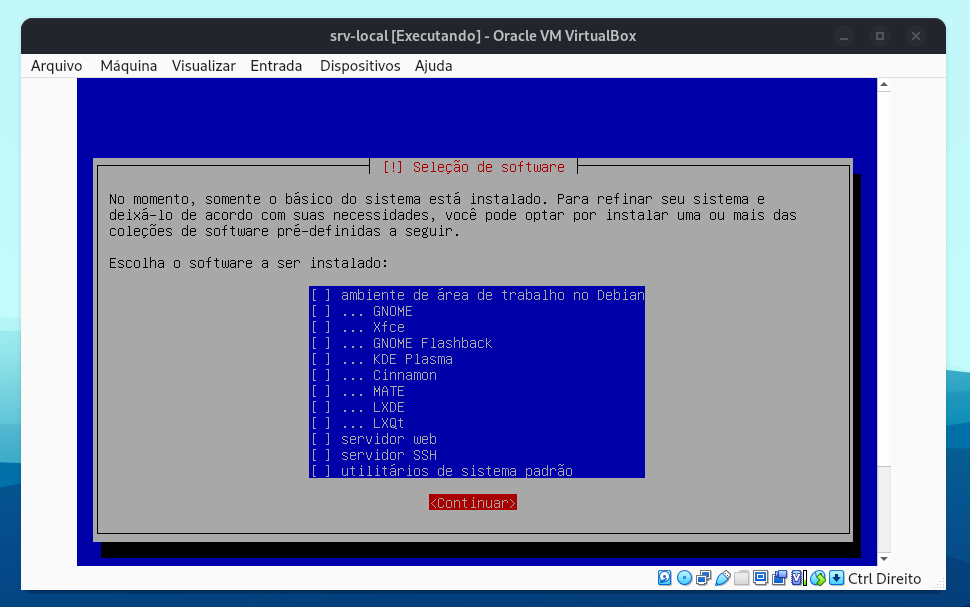 srv-local [Executando] - Oracle VM VirtualBox
Arquivo Máquina Visualizar Entrada Dispositivos Ajuda
[!] Seleção de software
No momento, somente o básico do sistema está instalado. Para refinar seu sistema e
deixá-lo de acordo com suas necessidades, você pode optar por instalar uma ou mais das
coleções de software pré-definidas a seguir.
Escolha o software a ser instalado:
[ ] ambiente de área de trabalho no Debian
[ ] ... GNOME
[ ] ... Xfce
[ ] ... GNOME Flashback
[ ] ... KDE Plasma
[ ] ... Cinnamon
[ ] ... MATE
[ ] ... LXDE
[ ] ... LXQt
[ ] servidor web
[ ] servidor SSH
[ ] utilitários de sistema padrão
<Continuar>
Ctrl Direito